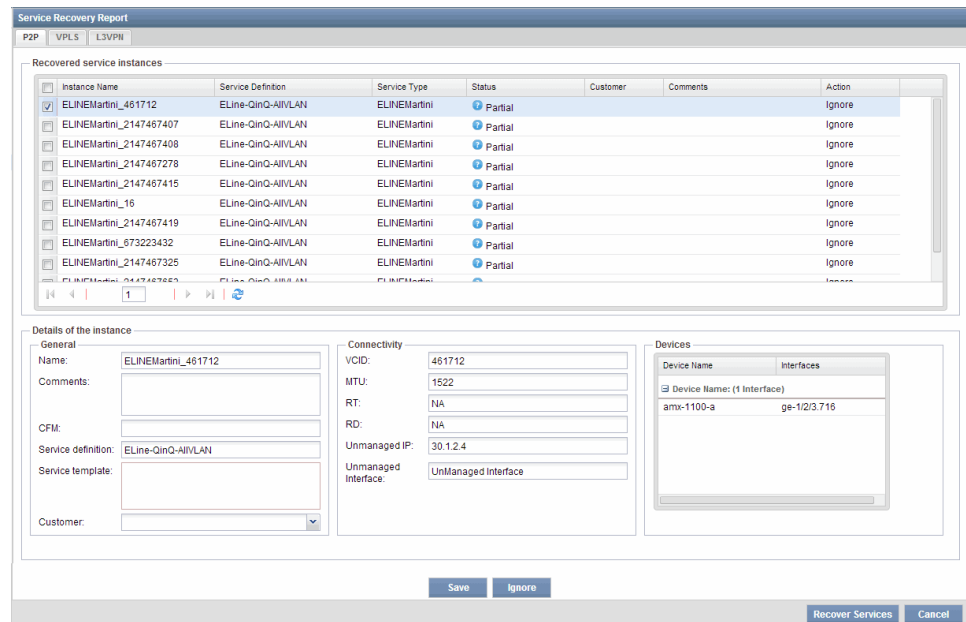 Service Recovery Report
P2P VPLS L3VPN
Recovered service instances
Instance Name Service Definition Service Type Status Customer Comments Action
ELINEMartini_461712 ELine-QinQ-AllVLAN ELINEMartini Partial Ignore
ELINEMartini_2147467407 ELine-QinQ-AllVLAN ELINEMartini Partial Ignore
ELINEMartini_2147467408 ELine-QinQ-AllVLAN ELINEMartini Partial Ignore
ELINEMartini_2147467278 ELine-QinQ-AllVLAN ELINEMartini Partial Ignore
ELINEMartini_2147467415 ELine-QinQ-AllVLAN ELINEMartini Partial Ignore
ELINEMartini_16 ELine-QinQ-AllVLAN ELINEMartini Partial Ignore
ELINEMartini_2147467419 ELine-QinQ-AllVLAN ELINEMartini Partial Ignore
ELINEMartini_673223432 ELine-QinQ-AllVLAN ELINEMartini Partial Ignore
ELINEMartini_2147467325 ELine-QinQ-AllVLAN ELINEMartini Partial Ignore
1
Details of the instance
General
Name: ELINEMartini_461712
Comments:
CFM:
Service definition: ELine-QinQ-AllVLAN
Service template:
Customer:
Connectivity
VCID: 461712
MTU: 1522
RT: NA
RD: NA
Unmanaged IP: 30.1.2.4
Unmanaged
Interface: UnManaged Interface
Devices
Device Name Interfaces
Device Name: (1 Interface)
amx-1100-a ge-1/2/3.716
Save Ignore
Recover Services Cancel